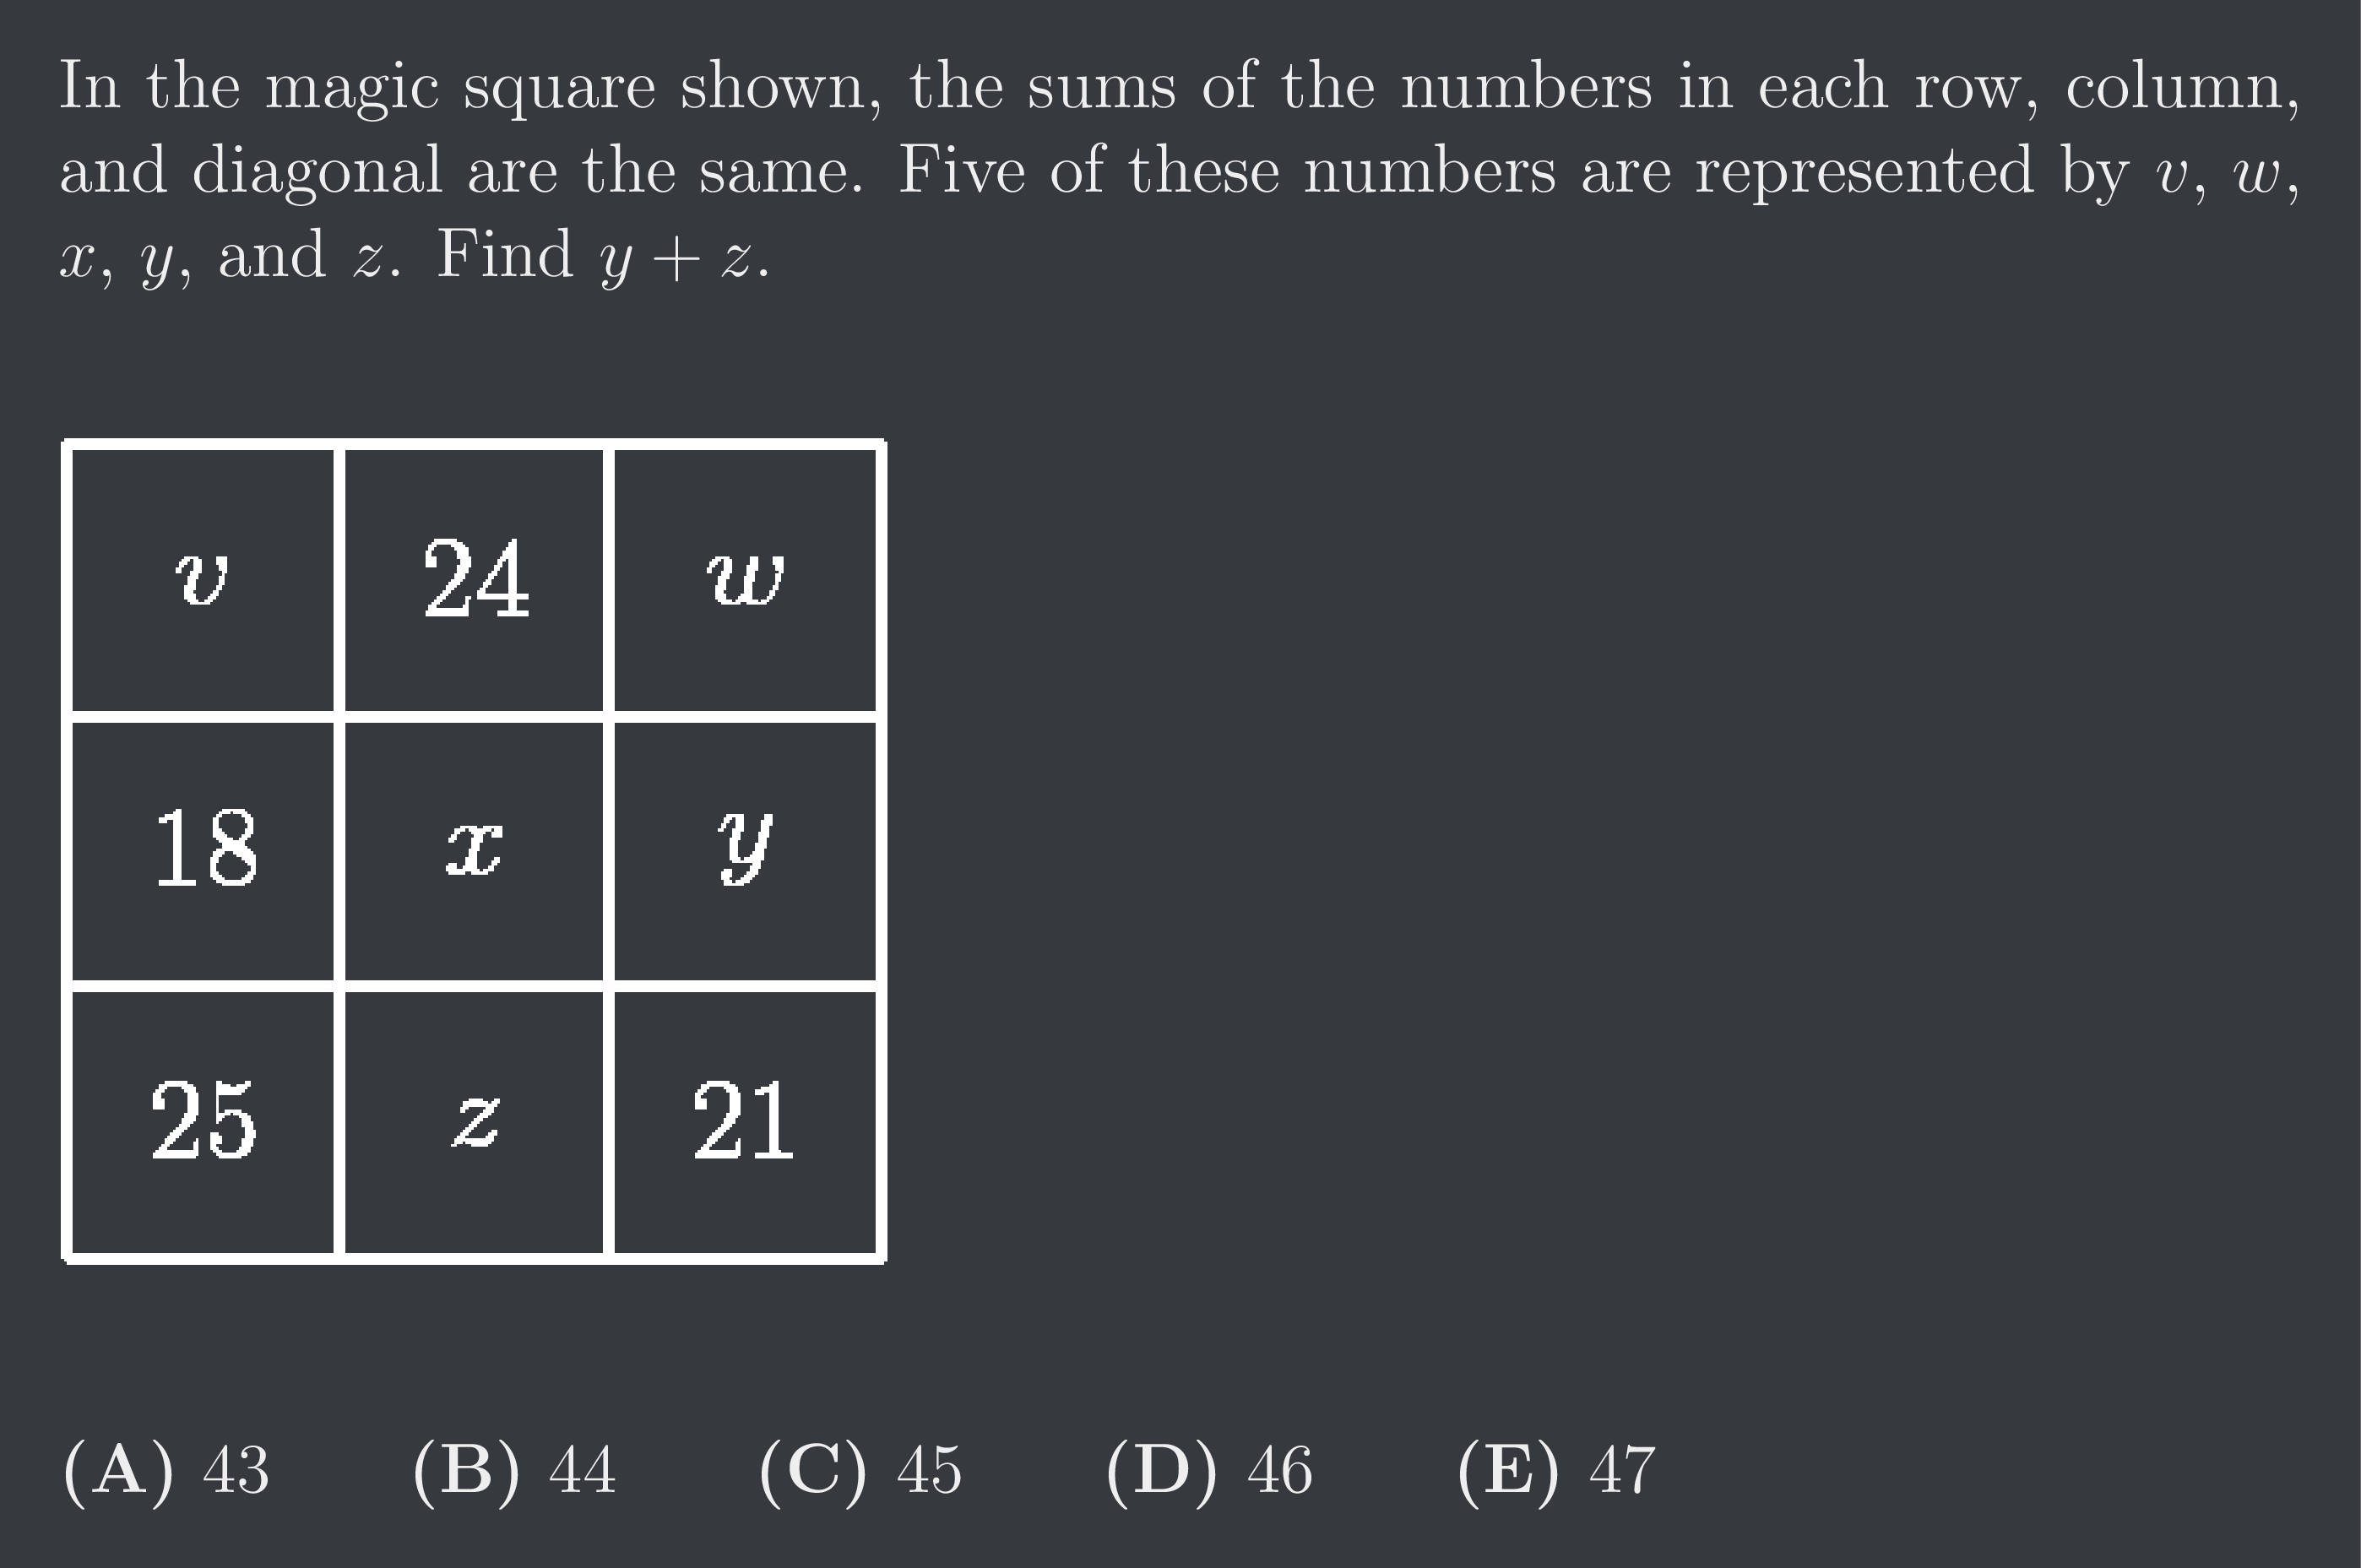 In the magic square shown, the sums of the numbers in each row, column,
and diagonal are the same. Five of these numbers are represented by v, w,
x, y, and z. Find y + z.
v 24 w
18 x y
25 z 21
(A) 43 (B) 44 (C) 45 (D) 46 (E) 47